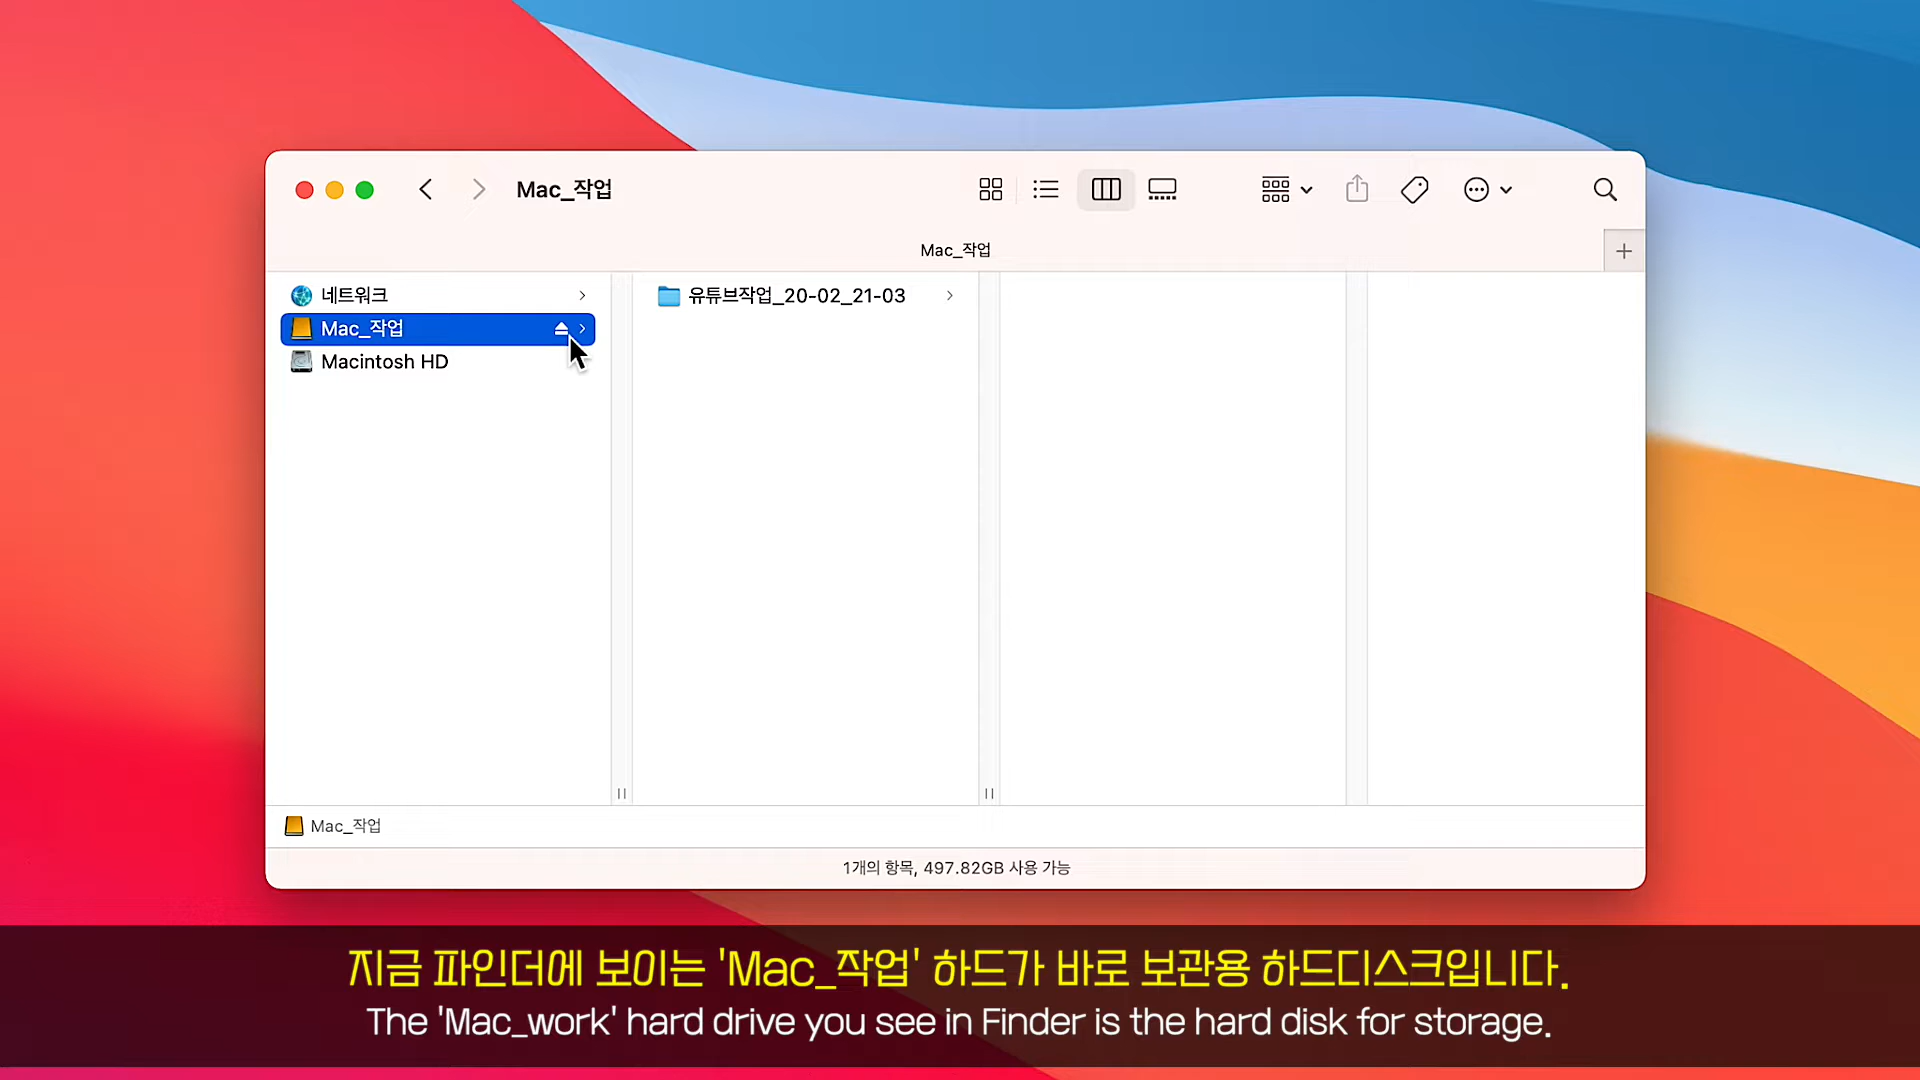 Mac_작업
Mac_작업
네트워크
유튜브작업_20-02_21-03
Mac_작업
Macintosh HD
Mac_작업
1개의 항목, 497.82GB 사용 가능
지금 파인더에 보이는 'Mac_작업' 하드가 바로 보관용 하드디스크입니다.
The 'Mac_work' hard drive you see in Finder is the hard disk for storage.